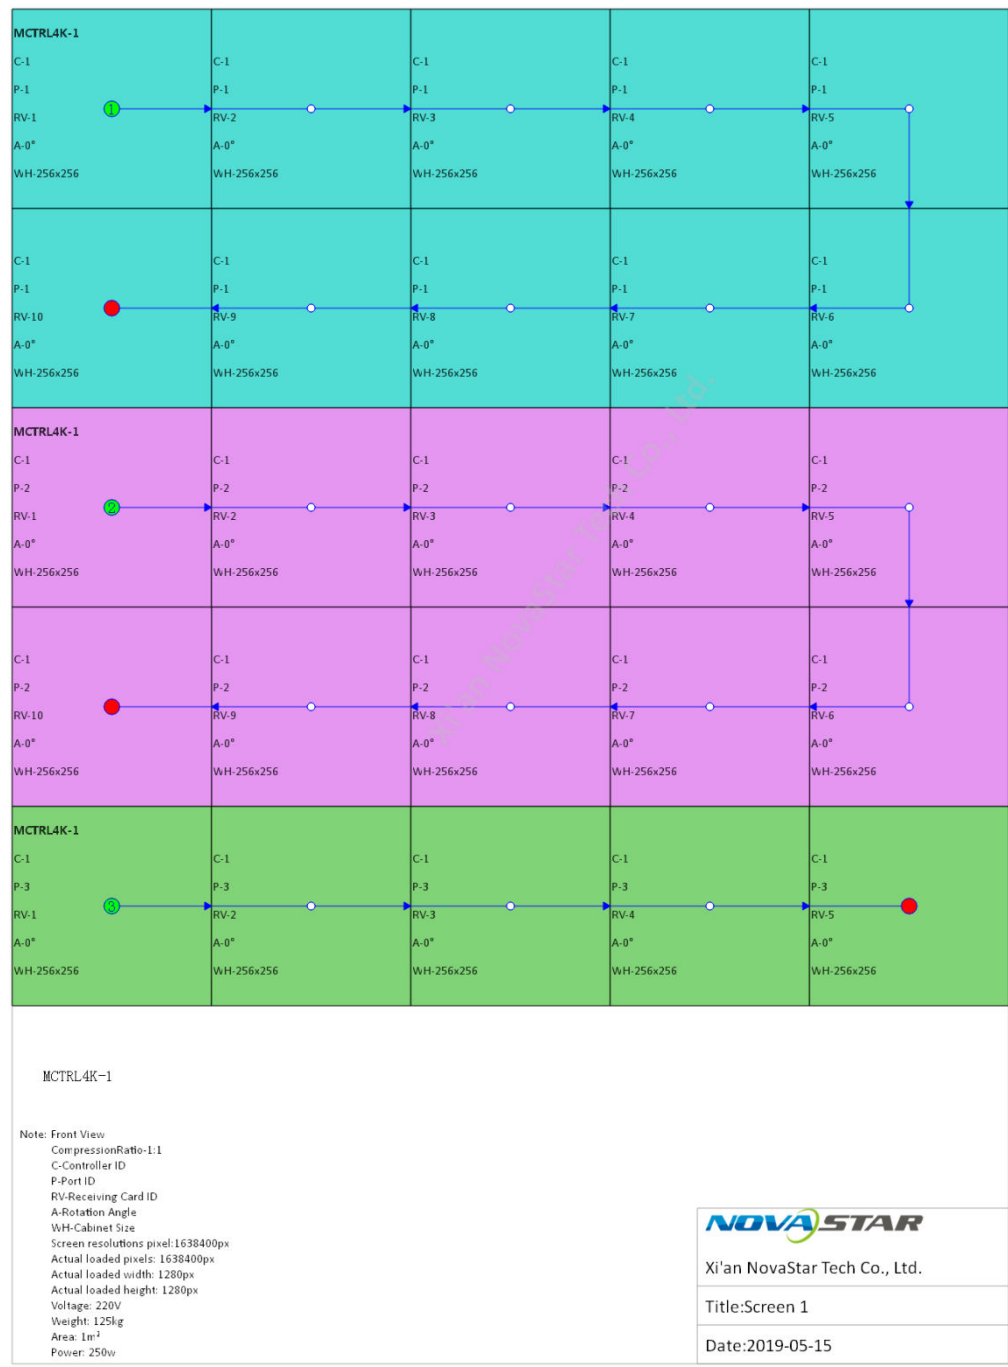 MCTRL4K-1
C-1 C-1 C-1 C-1 C-1
P-1 P-1 P-1 P-1 P-1
1
RV-1 RV-2 RV-3 RV-4 RV-5
A-0° A-0° A-0° A-0° A-0°
WH-256x256 WH-256x256 WH-256x256 WH-256x256 WH-256x256
C-1 C-1 C-1 C-1 C-1
P-1 P-1 P-1 P-1 P-1
RV-10 RV-9 RV-8 RV-7 RV-6
A-0° A-0° A-0° A-0° A-0°
WH-256x256 WH-256x256 WH-256x256 WH-256x256 WH-256x256
MCTRL4K-1
C-1 C-1 C-1 C-1 C-1
P-2 P-2 P-2 P-2 P-2
2
RV-1 RV-2 RV-3 RV-4 RV-5
A-0° A-0° A-0° A-0° A-0°
WH-256x256 WH-256x256 WH-256x256 WH-256x256 WH-256x256
C-1 C-1 C-1 C-1 C-1
P-2 P-2 P-2 P-2 P-2
RV-10 RV-9 RV-8 RV-7 RV-6
A-0° A-0° A-0° A-0° A-0°
WH-256x256 WH-256x256 WH-256x256 WH-256x256 WH-256x256
Xi'an NovaStar Tech Co., Ltd.
MCTRL4K-1
C-1 C-1 C-1 C-1 C-1
P-3 P-3 P-3 P-3 P-3
3
RV-1 RV-2 RV-3 RV-4 RV-5
A-0° A-0° A-0° A-0° A-0°
WH-256x256 WH-256x256 WH-256x256 WH-256x256 WH-256x256
MCTRL4K-1
Note: Front View
CompressionRatio-1:1
C-Controller ID
P-Port ID
RV-Receiving Card ID
A-Rotation Angle
WH-Cabinet Size
Screen resolutions pixel:1638400px
Actual loaded pixels: 1638400px
Actual loaded width: 1280px
Actual loaded height: 1280px
Voltage: 220V
Weight: 125kg
Area: 1m²
Power: 250w
NOVASTAR
Xi'an NovaStar Tech Co., Ltd.
Title:Screen 1
Date:2019-05-15